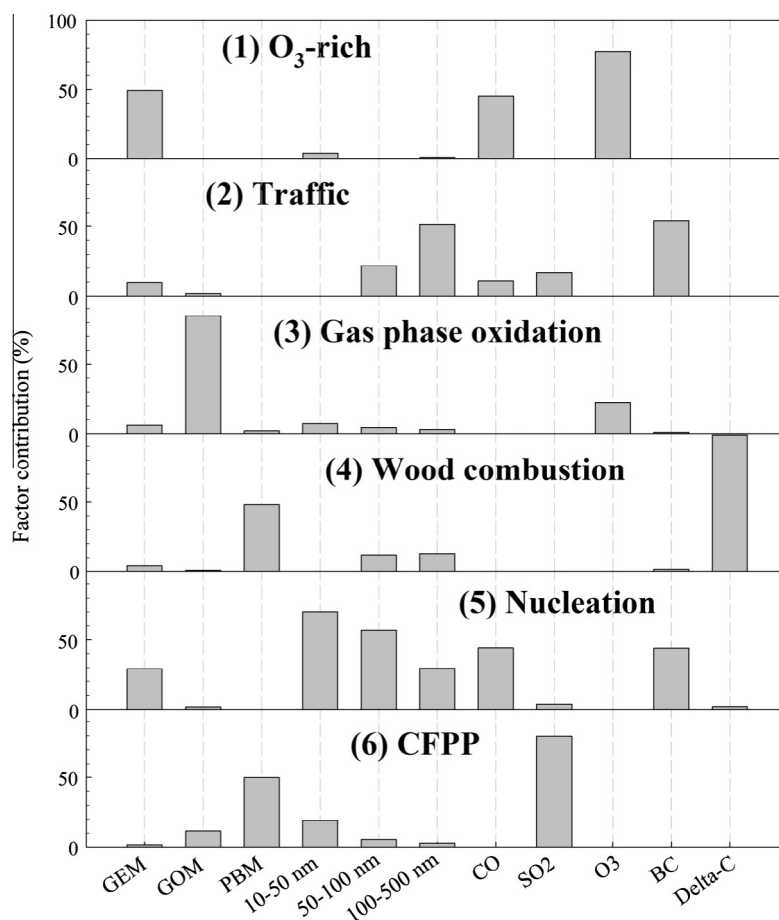 100
(1) O₃-rich
50
0
(2) Traffic
50
0
(3) Gas phase oxidation
50
0
(4) Wood combustion
50
0
(5) Nucleation
50
0
(6) CFPP
50
0
Factor contribution (%)
GEM
GOM
PBM
10-50 nm
50-100 nm
100-500 nm
CO
SO2
O3
BC
Delta-C